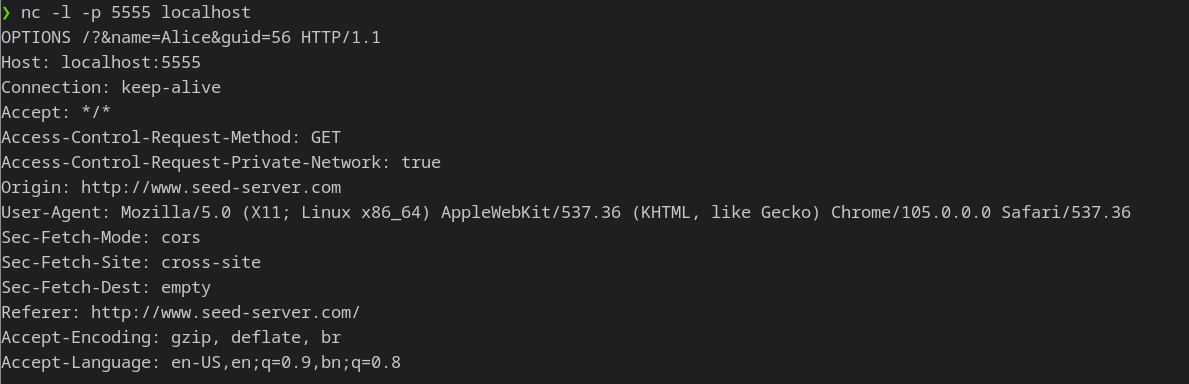 ❯ nc -l -p 5555 localhost
OPTIONS /?&name=Alice&guid=56 HTTP/1.1
Host: localhost:5555
Connection: keep-alive
Accept: */*
Access-Control-Request-Method: GET
Access-Control-Request-Private-Network: true
Origin: http://www.seed-server.com
User-Agent: Mozilla/5.0 (X11; Linux x86_64) AppleWebKit/537.36 (KHTML, like Gecko) Chrome/105.0.0.0 Safari/537.36
Sec-Fetch-Mode: cors
Sec-Fetch-Site: cross-site
Sec-Fetch-Dest: empty
Referer: http://www.seed-server.com/
Accept-Encoding: gzip, deflate, br
Accept-Language: en-US,en;q=0.9,bn;q=0.8